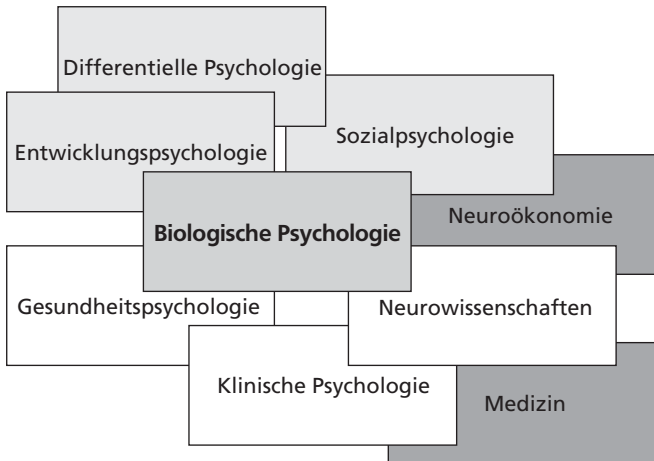 Differentielle Psychologie
Sozialpsychologie
Entwicklungspsychologie
Neuroökonomie
Biologische Psychologie
Gesundheitspsychologie
Neurowissenschaften
Klinische Psychologie
Medizin